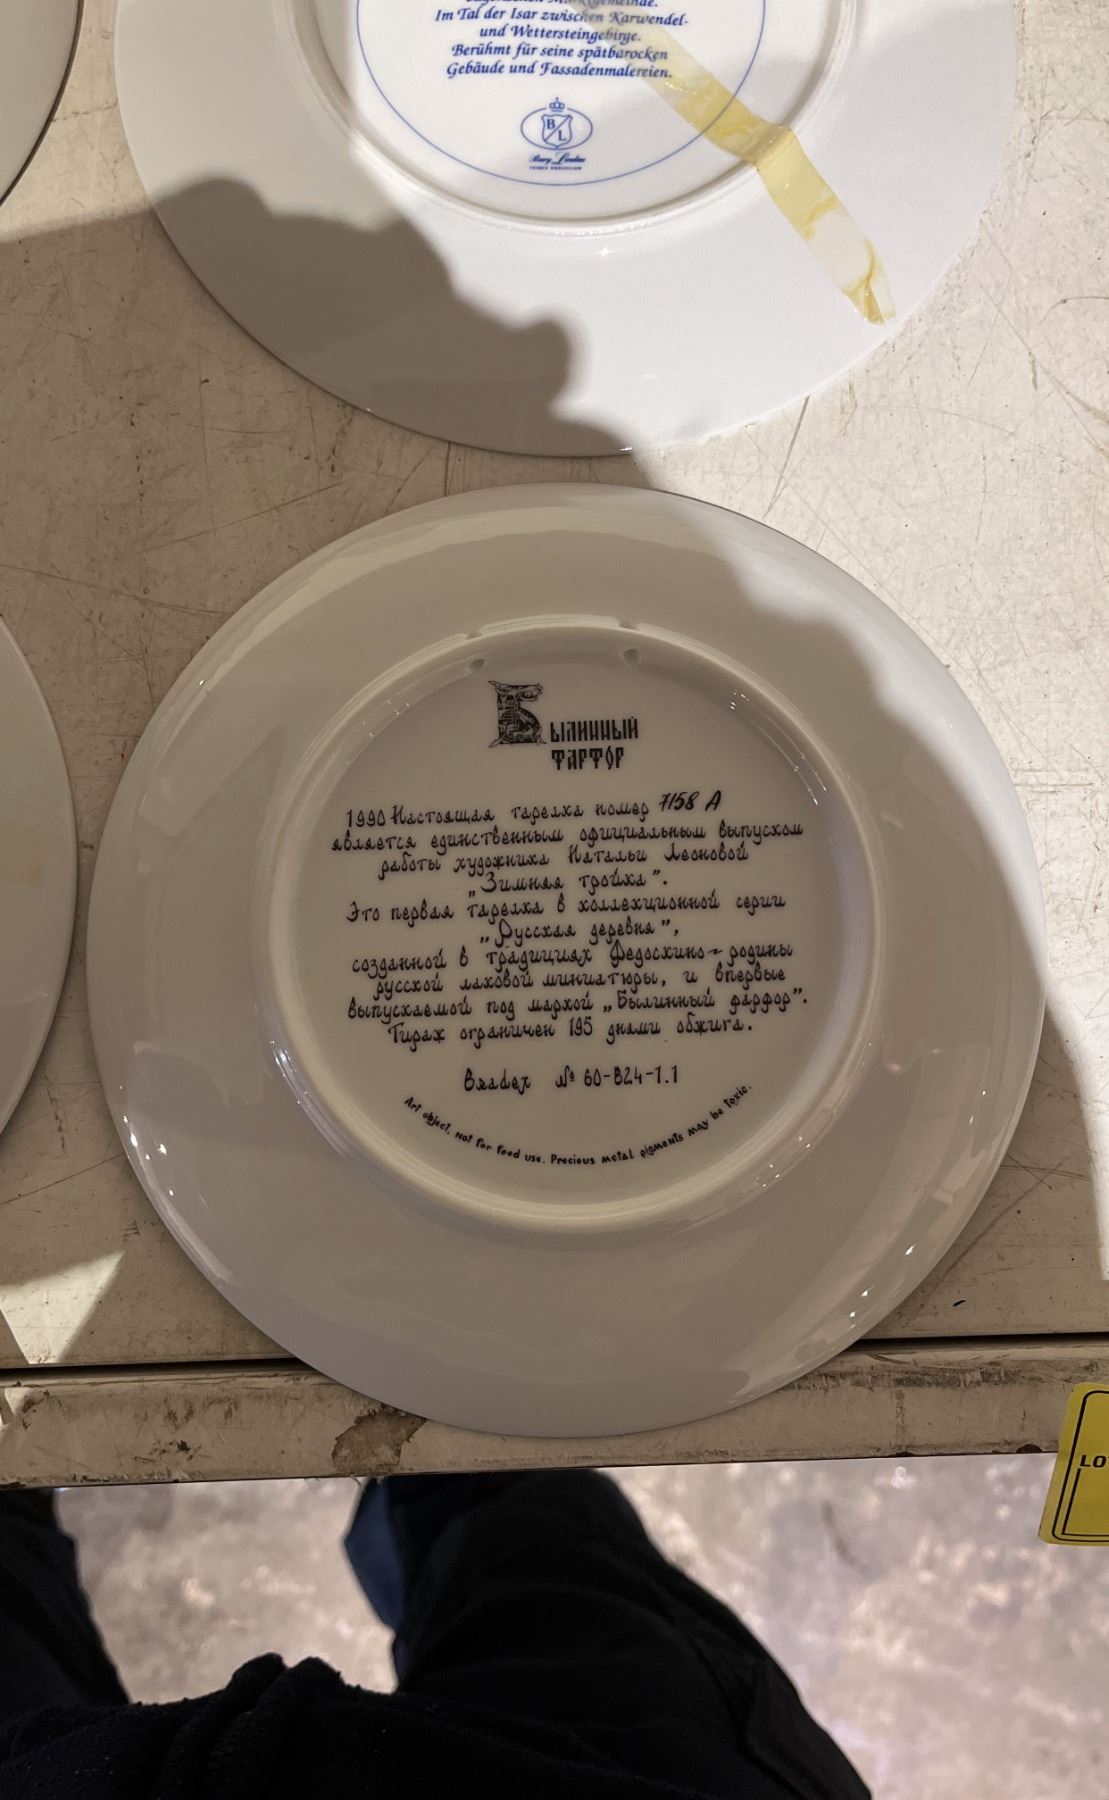 Im Tal der Isar zwischen Karwendel-
und Wettersteingebirge.
Berühmt für seine spätbarocken
Gebäude und Fassadenmalereien.
B L
Былинный
фарфор
1990 Настоящая тарелка номер 7158 A
является единственным официальным выпуском
работы художника Натальи Леоновой
„Зимняя тройка”.
Это первая тарелка в коллекционной серии
„Русская деревня”,
созданной в традициях Федоскино - родины
русской лаковой миниатюры, и впервые
выпускаемой под маркой „Былинный фарфор”.
Тираж ограничен 195 днями обжига.
Bradex № 60-B24-1.1
Art object, not for food use. Precious metal pigments may be toxic.
LO